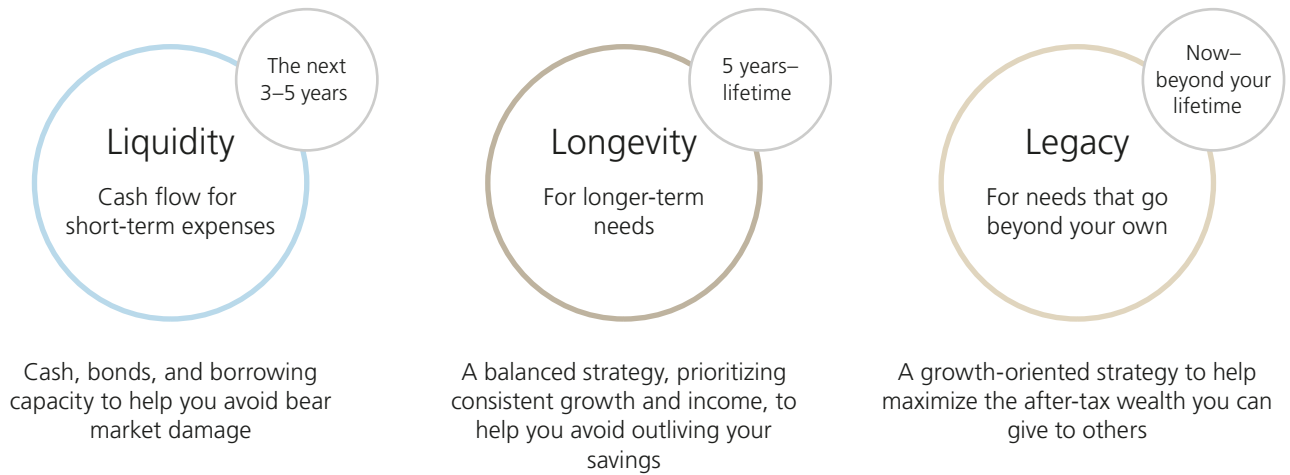 The next
3–5 years
Liquidity
Cash flow for
short-term expenses
Cash, bonds, and borrowing
capacity to help you avoid bear
market damage
5 years–
lifetime
Longevity
For longer-term
needs
A balanced strategy, prioritizing
consistent growth and income, to
help you avoid outliving your
savings
Now–
beyond your
lifetime
Legacy
For needs that go
beyond your own
A growth-oriented strategy to help
maximize the after-tax wealth you can
give to others